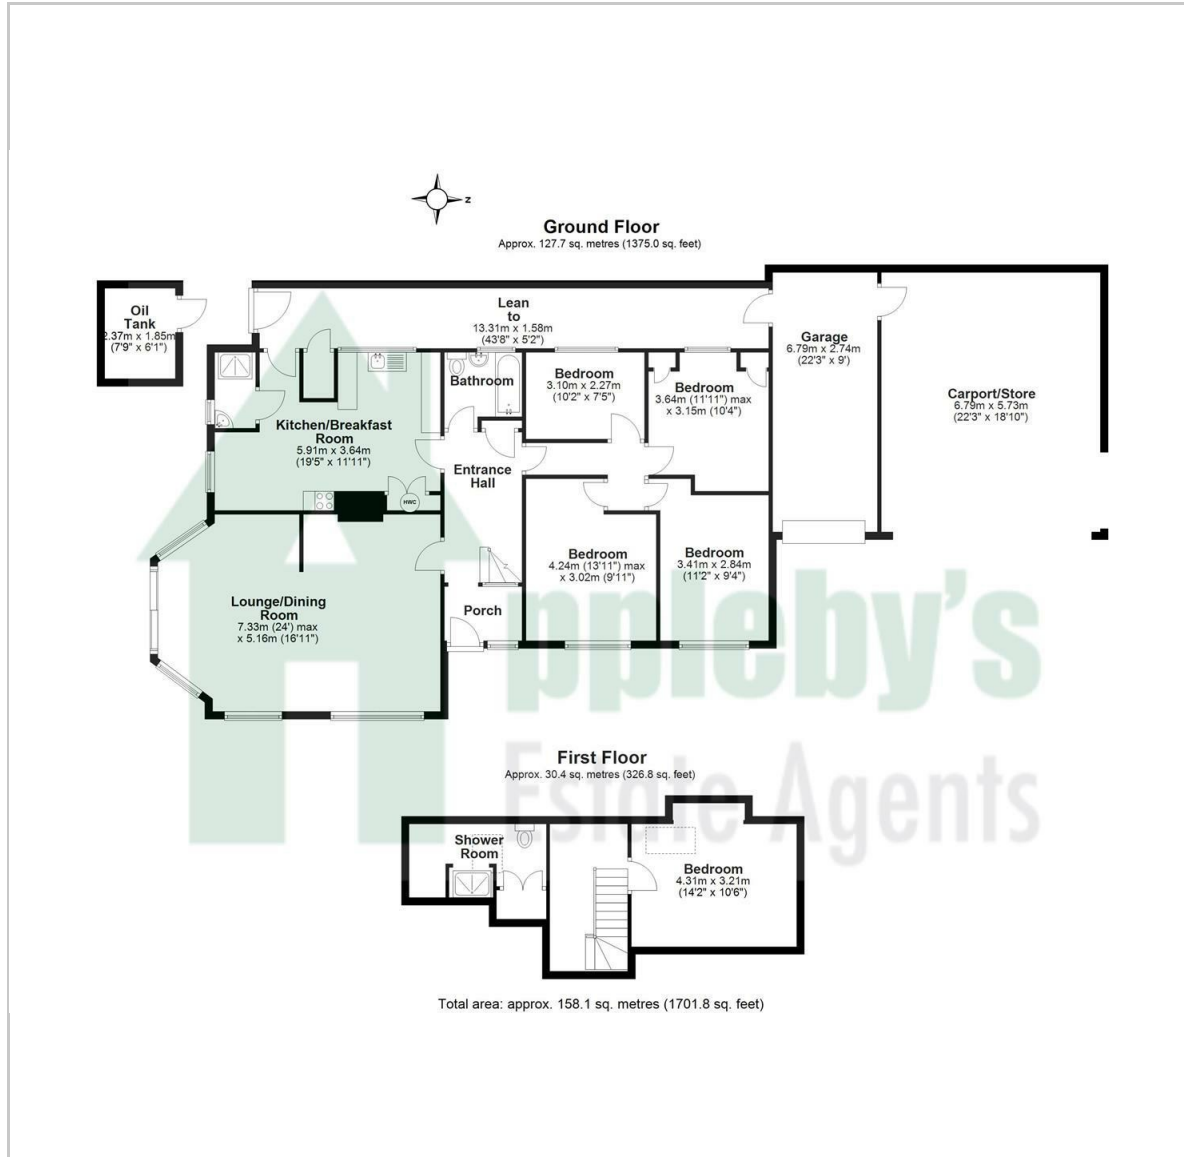 Z
Ground Floor
Approx. 127.7 sq. metres (1375.0 sq. feet)
Oil
Tank
2.37m x 1.85m
(7'9" x 6'1")
Lean
to
13.31m x 1.58m
(43'8" x 5'2")
Garage
6.79m x 2.74m
(22'3" x 9')
Carport/Store
6.79m x 5.73m
(22'3" x 18'10")
Bathroom
Bedroom
3.10m x 2.27m
(10'2" x 7'5")
Bedroom
3.64m (11'11") max
x 3.15m (10'4")
Kitchen/Breakfast
Room
5.91m x 3.64m
(19'5" x 11'11")
Entrance
Hall
HWC
Bedroom
4.24m (13'11") max
x 3.02m (9'11")
Bedroom
3.41m x 2.84m
(11'2" x 9'4")
Lounge/Dining
Room
7.33m (24') max
x 5.16m (16'11")
Porch
Appleby's
Estate Agents
First Floor
Approx. 30.4 sq. metres (326.8 sq. feet)
Shower
Room
Bedroom
4.31m x 3.21m
(14'2" x 10'6")
Total area: approx. 158.1 sq. metres (1701.8 sq. feet)